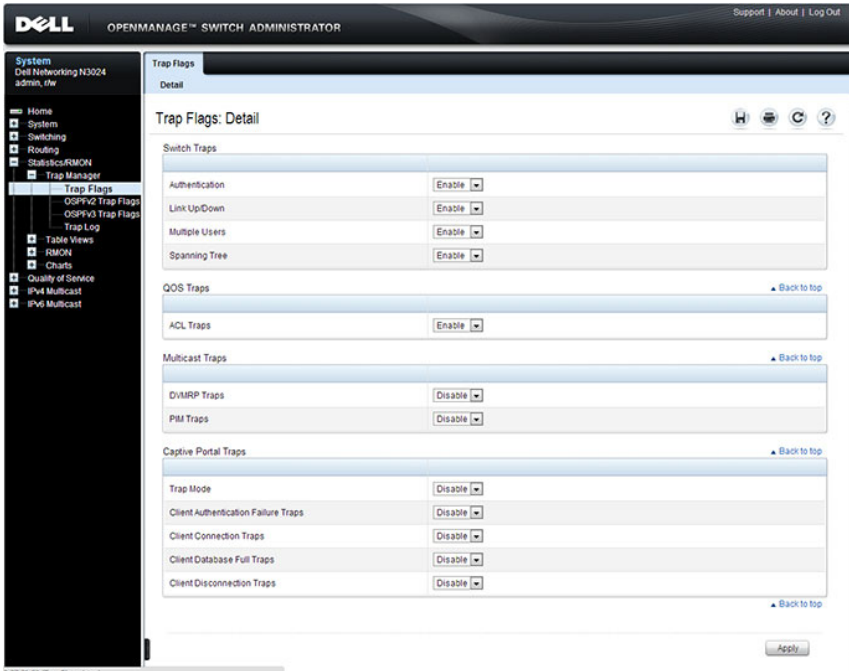 Support | About | Log Out
DELL OPENMANAGE™ SWITCH ADMINISTRATOR
System
Dell Networking N3024
admin, r/w
Home
System
Switching
Routing
Statistics/RMON
Trap Manager
Trap Flags
OSPFv2 Trap Flags
OSPFv3 Trap Flags
Trap Log
Table Views
RMON
Charts
Quality of Service
IPv4 Multicast
IPv6 Multicast
Trap Flags
Detail
Trap Flags: Detail
Switch Traps
Authentication Enable
Link Up/Down Enable
Multiple Users Enable
Spanning Tree Enable
QOS Traps Back to top
ACL Traps Enable
Multicast Traps Back to top
DVMRP Traps Disable
PIM Traps Disable
Captive Portal Traps Back to top
Trap Mode Disable
Client Authentication Failure Traps Disable
Client Connection Traps Disable
Client Database Full Traps Disable
Client Disconnection Traps Disable
Back to top
Apply